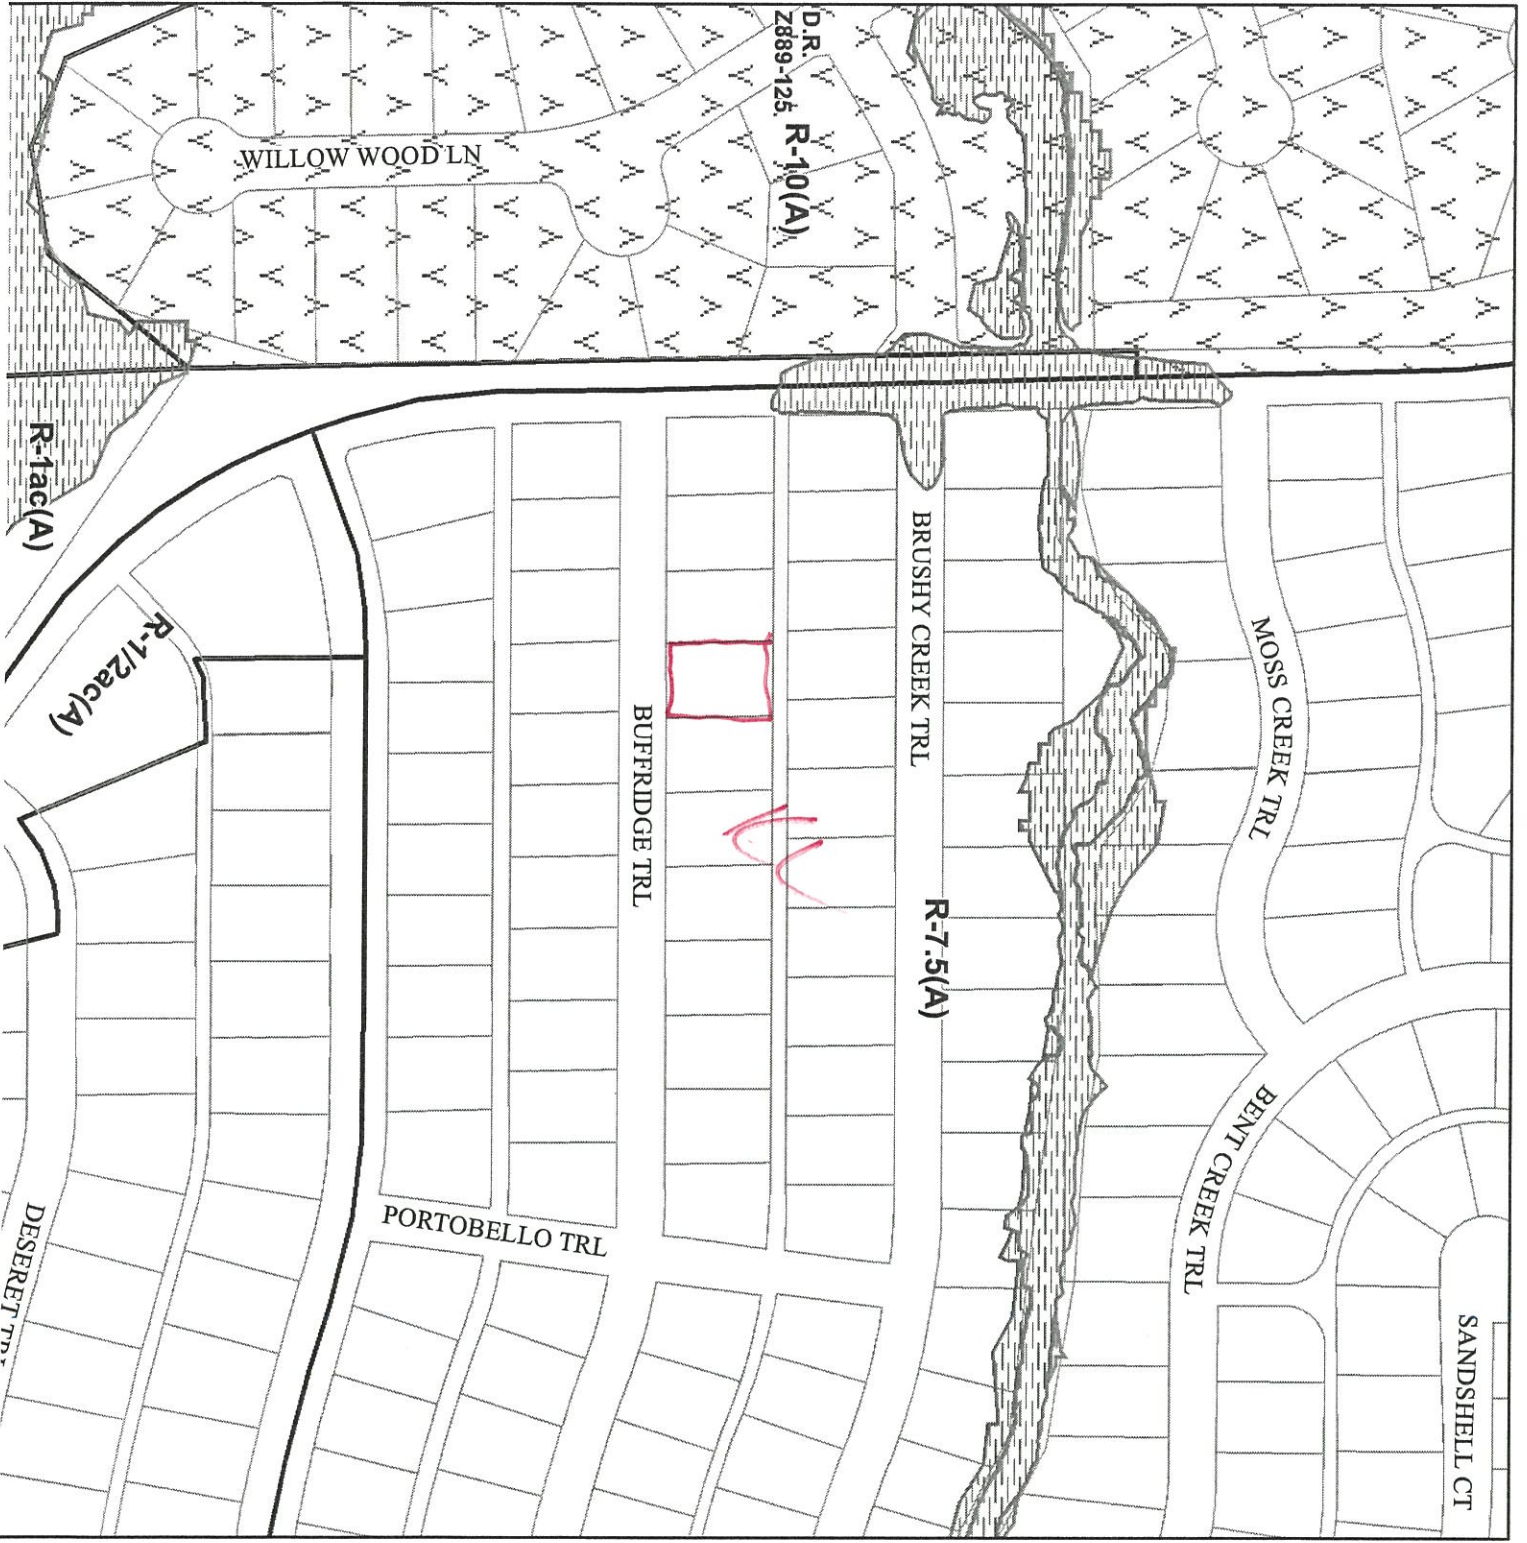 D.R.
Z889-125
R-10(A)
WILLOW WOOD LN
R-1ac(A)
BRUSHY CREEK TRL
MOSS CREEK TRL
R-1/2ac(A)
BUFFRIDGE TRL
R-7.5(A)
BENT CREEK TRL
PORTOBELLO TRL
DESERET TRL
SANDSHELL CT